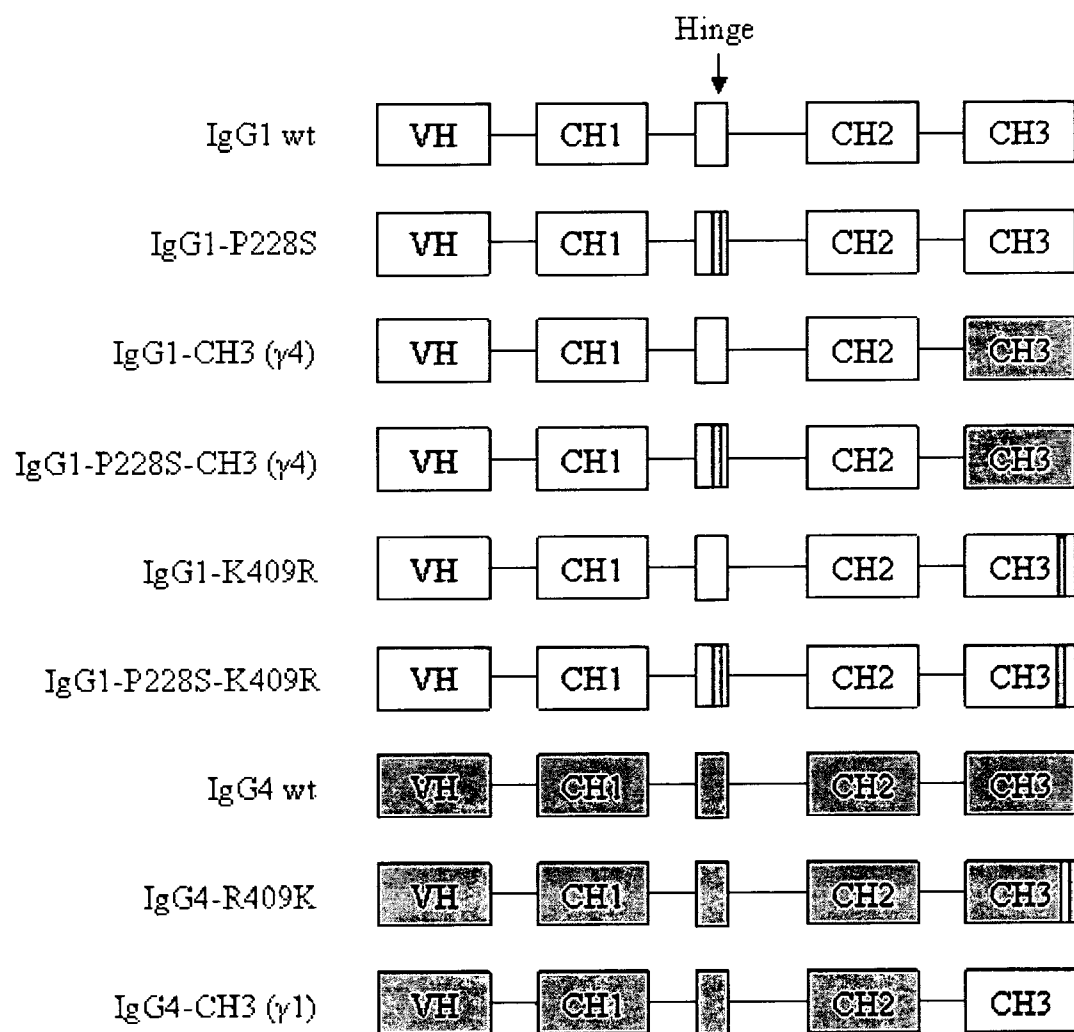 Hinge
IgG1 wt VH CH1 CH2 CH3
IgG1-P228S VH CH1 CH2 CH3
IgG1-CH3 (γ4) VH CH1 CH2 CH3
IgG1-P228S-CH3 (γ4) VH CH1 CH2 CH3
IgG1-K409R VH CH1 CH2 CH3
IgG1-P228S-K409R VH CH1 CH2 CH3
IgG4 wt VH CH1 CH2 CH3
IgG4-R409K VH CH1 CH2 CH3
IgG4-CH3 (γ1) VH CH1 CH2 CH3